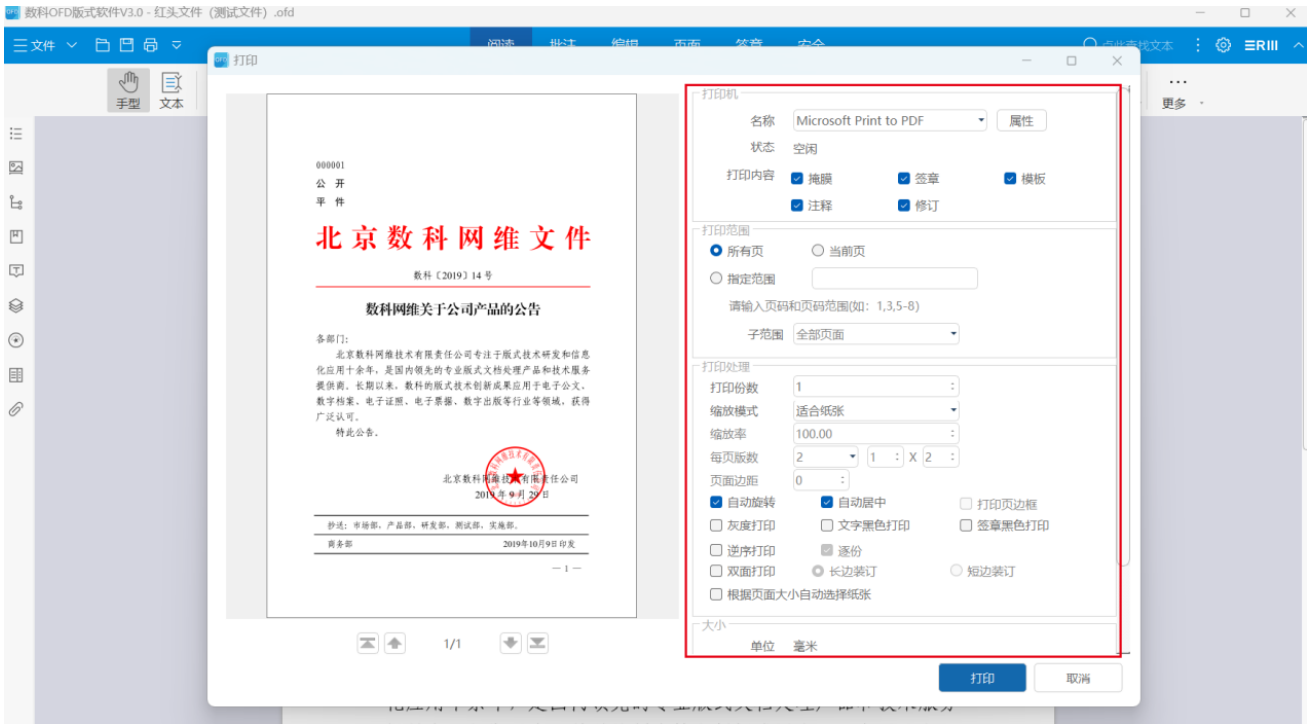 数科OFD版式软件V3.0 - 红头文件（测试文件）.ofd
文件 阅读 批注 编辑 页面 签章 安全 点此查找文本
打印
手型 文本 更多
000001
公 开
平 件
北京数科网维文件
数科〔2019〕14号
数科网维关于公司产品的公告
各部门：
北京数科网维技术有限责任公司专注于版式技术研发和信息
化应用十余年，是国内领先的专业版式文档处理产品和技术服务
提供商。长期以来，数科的版式技术创新成果应用于电子公文、
数字档案、电子证照、电子票据、数字出版等行业等领域，获得
广泛认可。
特此公告。
北京数科网维技术有限责任公司
2019年9月29日
抄送：市场部、产品部、研发部、测试部、实施部。
商务部 2019年10月9日印发
— 1 —
1/1
打印机
名称 Microsoft Print to PDF 属性
状态 空闲
打印内容 掩膜 签章 模板
注释 修订
打印范围
所有页 当前页
指定范围
请输入页码和页码范围(如：1,3,5-8)
子范围 全部页面
打印处理
打印份数 1
缩放模式 适合纸张
缩放率 100.00
每页版数 2 1 X 2
页面边距 0
自动旋转 自动居中 打印页边框
灰度打印 文字黑色打印 签章黑色打印
逆序打印 逐份
双面打印 长边装订 短边装订
根据页面大小自动选择纸张
大小
单位 毫米
打印 取消